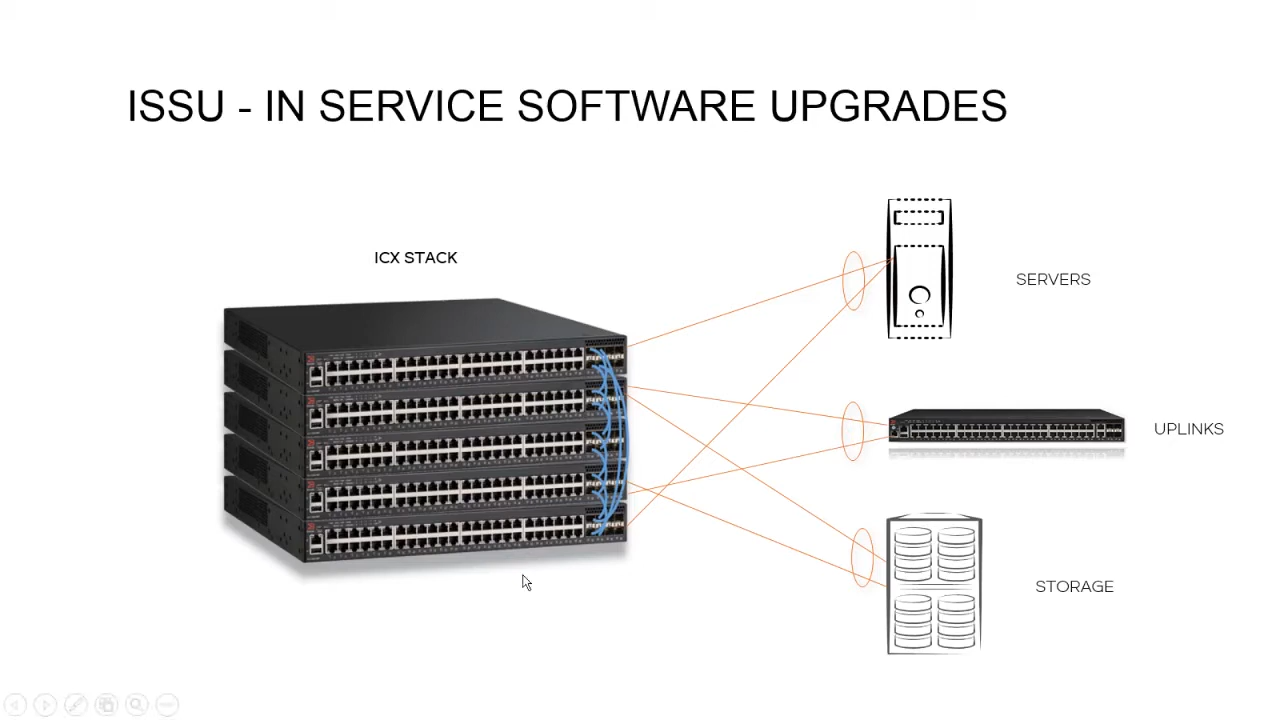 ISSU - IN SERVICE SOFTWARE UPGRADES
ICX STACK
SERVERS
UPLINKS
STORAGE